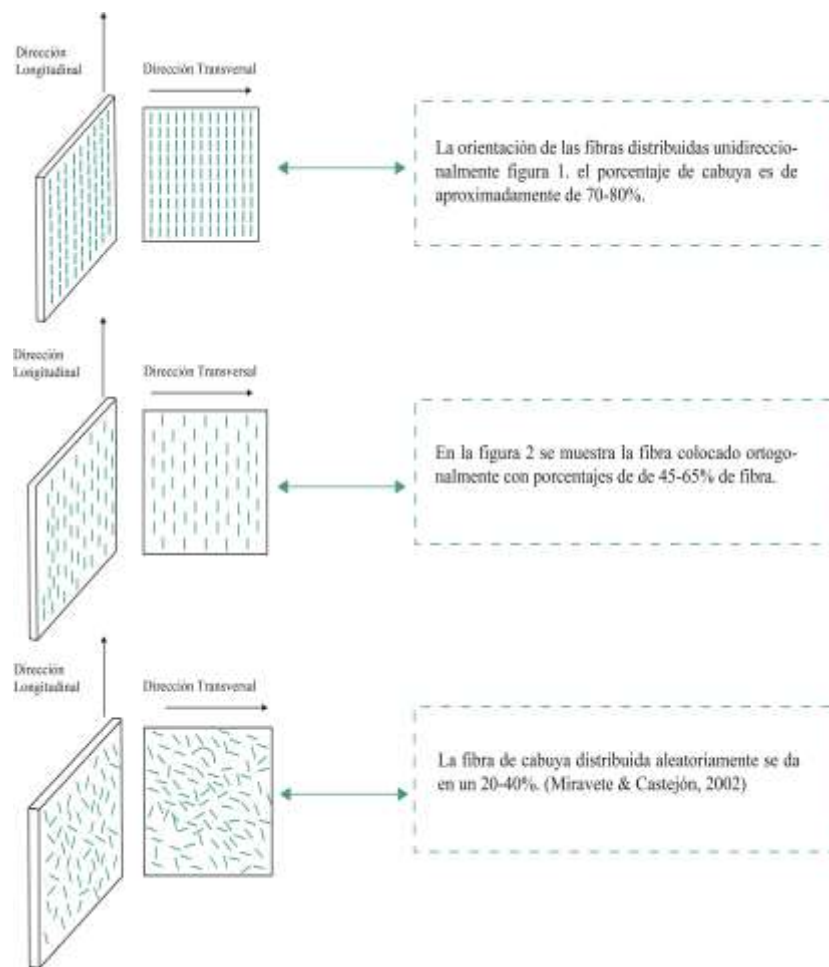 Dirección
Longitudinal
Dirección Transversal
La orientación de las fibras distribuidas unidireccio-
nalmente figura 1. el porcentaje de cabuya es de
aproximadamente de 70-80%.
Dirección
Longitudinal
Dirección Transversal
En la figura 2 se muestra la fibra colocado ortogo-
nalmente con porcentajes de de 45-65% de fibra.
Dirección
Longitudinal
Dirección Transversal
La fibra de cabuya distribuida aleatoriamente se da
en un 20-40%. (Miravete & Castejón, 2002)